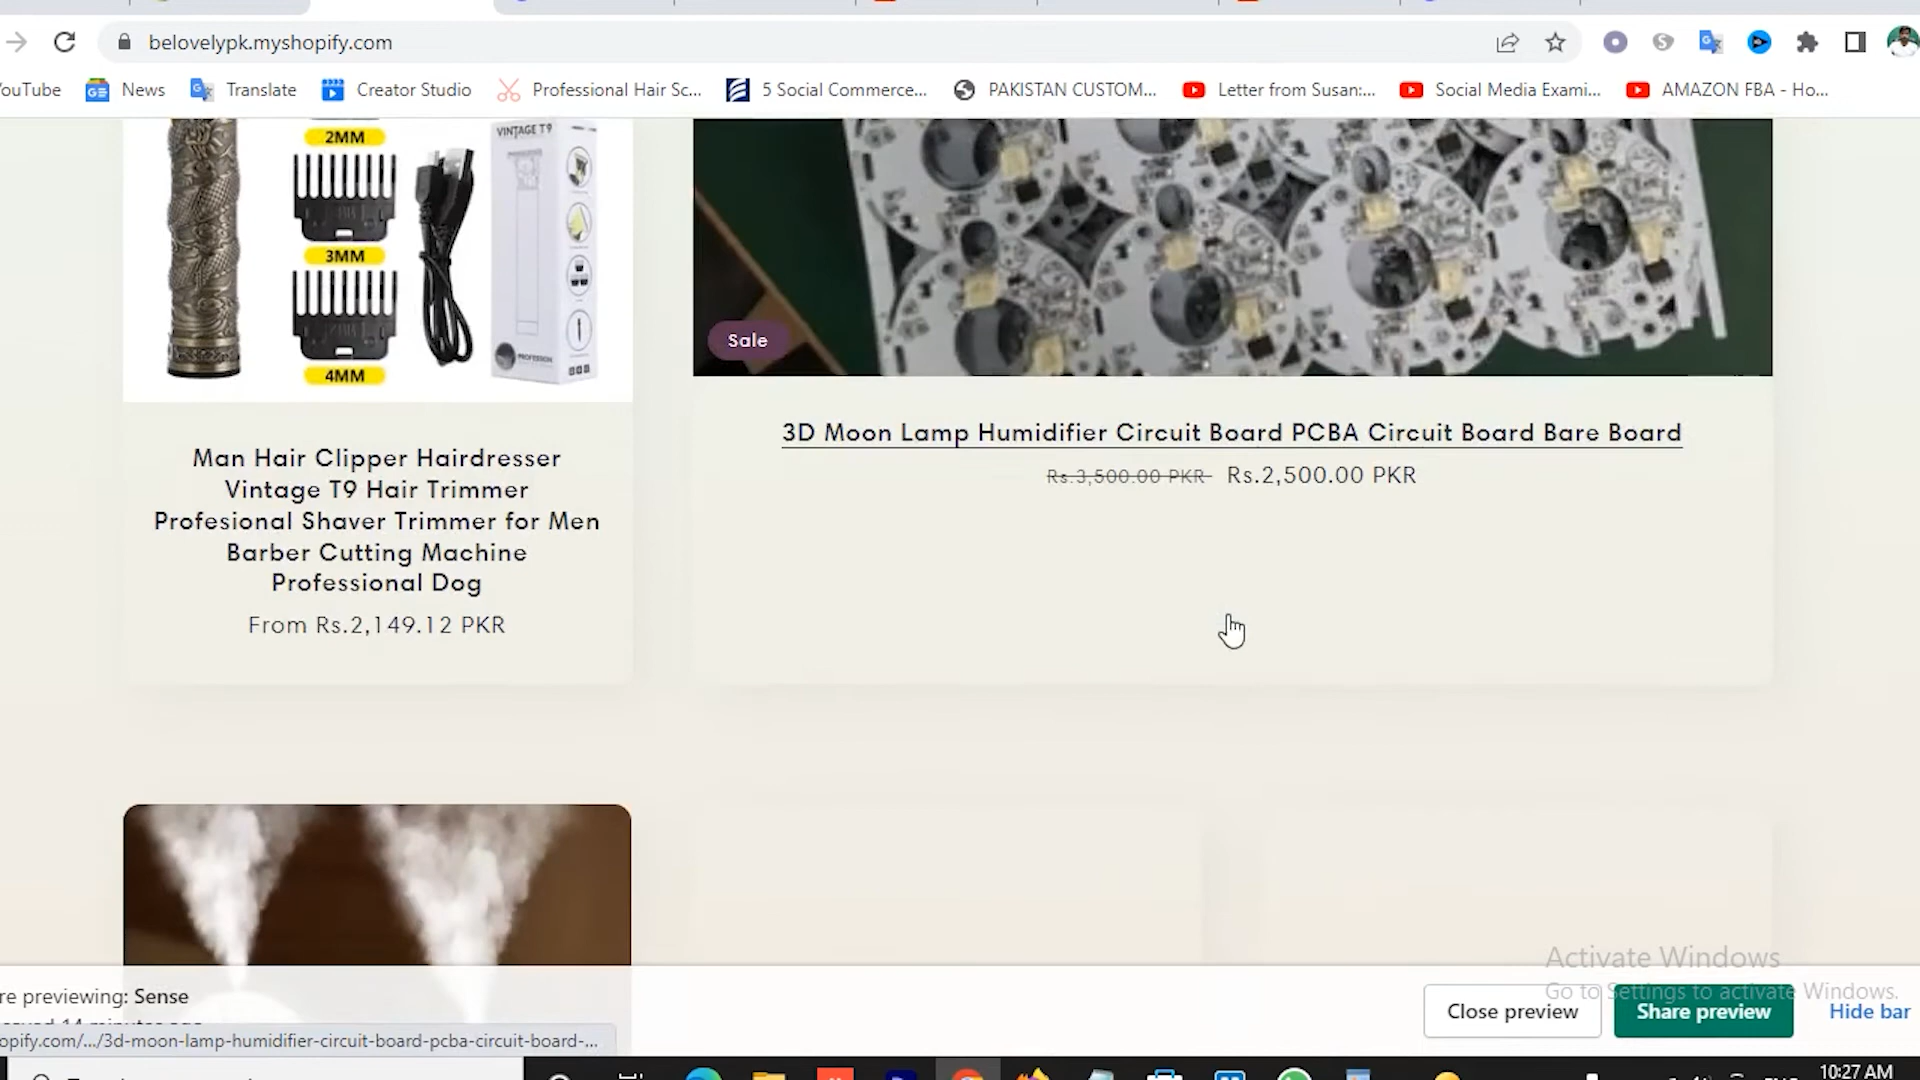 belovelypk.myshopify.com
YouTube
News
Translate
Creator Studio
Professional Hair Sc...
5 Social Commerce...
PAKISTAN CUSTOM...
Letter from Susan:...
Social Media Exami...
AMAZON FBA - Ho...
2MM
3MM
4MM
VINTAGE T9
PROFESSION
Sale
Man Hair Clipper Hairdresser
Vintage T9 Hair Trimmer
Profesional Shaver Trimmer for Men
Barber Cutting Machine
Professional Dog
From Rs.2,149.12 PKR
3D Moon Lamp Humidifier Circuit Board PCBA Circuit Board Bare Board
Rs.3,500.00 PKR Rs.2,500.00 PKR
Activate Windows
Go to Settings to activate Windows.
re previewing: Sense
14 minutes ago
opify.com/.../3d-moon-lamp-humidifier-circuit-board-pcba-circuit-board-...
Close preview
Share preview
Hide bar
10:27 AM